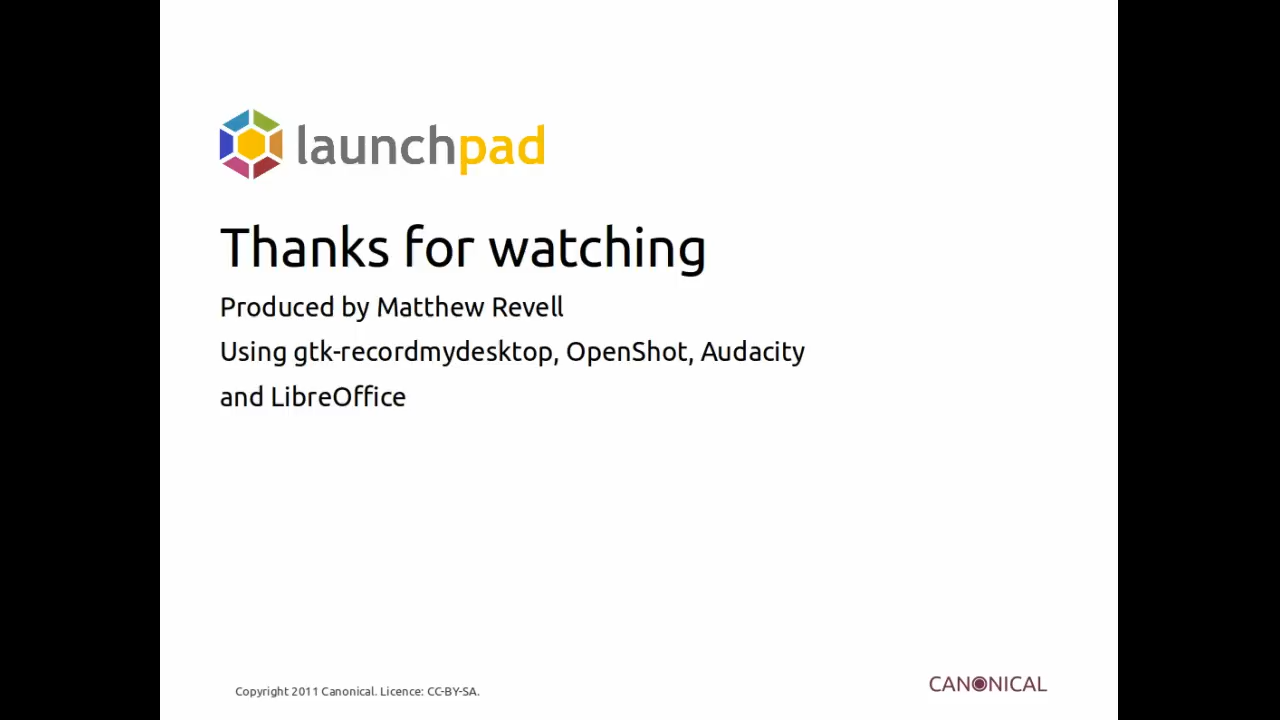 launchpad
Thanks for watching
Produced by Matthew Revell
Using gtk-recordmydesktop, OpenShot, Audacity
and LibreOffice
Copyright 2011 Canonical. Licence: CC-BY-SA.
CANONICAL